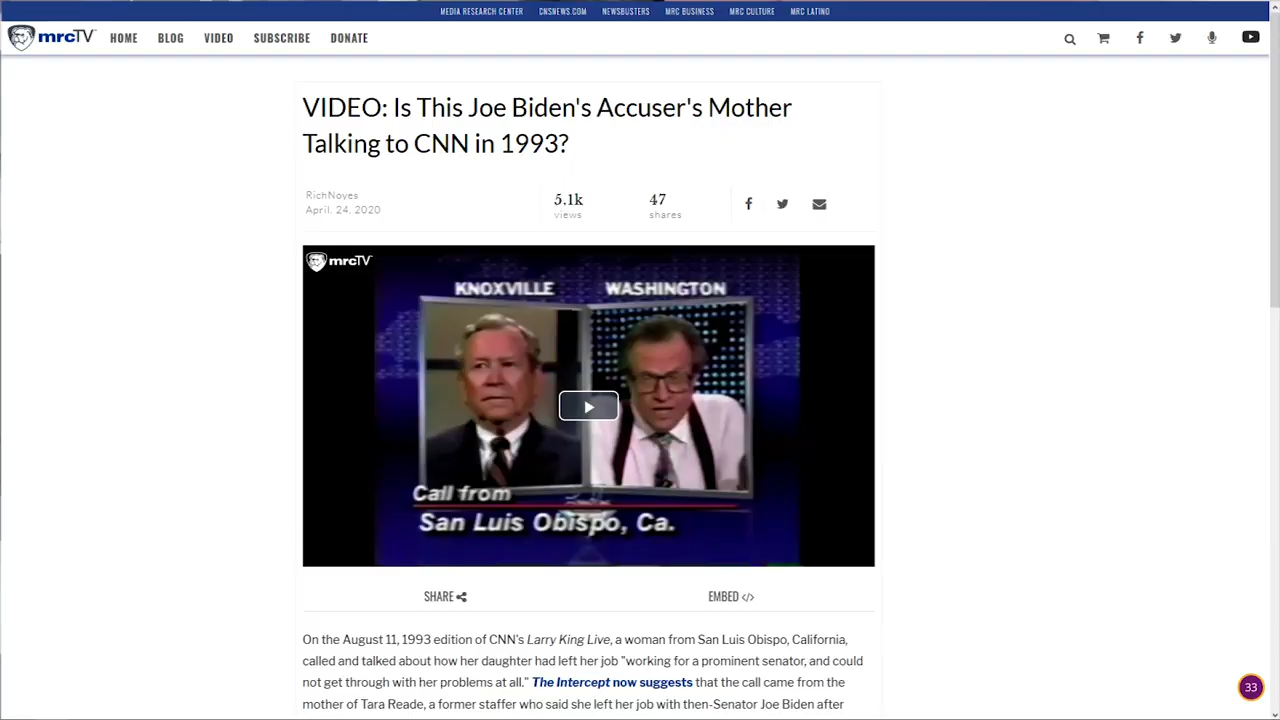 MEDIA RESEARCH CENTER CNSNEWS.COM NEWSBUSTERS MRC BUSINESS MRC CULTURE MRC LATINO
mrcTV HOME BLOG VIDEO SUBSCRIBE DONATE
VIDEO: Is This Joe Biden's Accuser's Mother
Talking to CNN in 1993?
RichNoyes
April. 24, 2020
5.1k
views
47
shares
mrcTV
KNOXVILLE WASHINGTON
Call from
San Luis Obispo, Ca.
SHARE EMBED </>
On the August 11, 1993 edition of CNN's Larry King Live, a woman from San Luis Obispo, California,
called and talked about how her daughter had left her job "working for a prominent senator, and could
not get through with her problems at all." The Intercept now suggests that the call came from the
mother of Tara Reade, a former staffer who said she left her job with then-Senator Joe Biden after
33